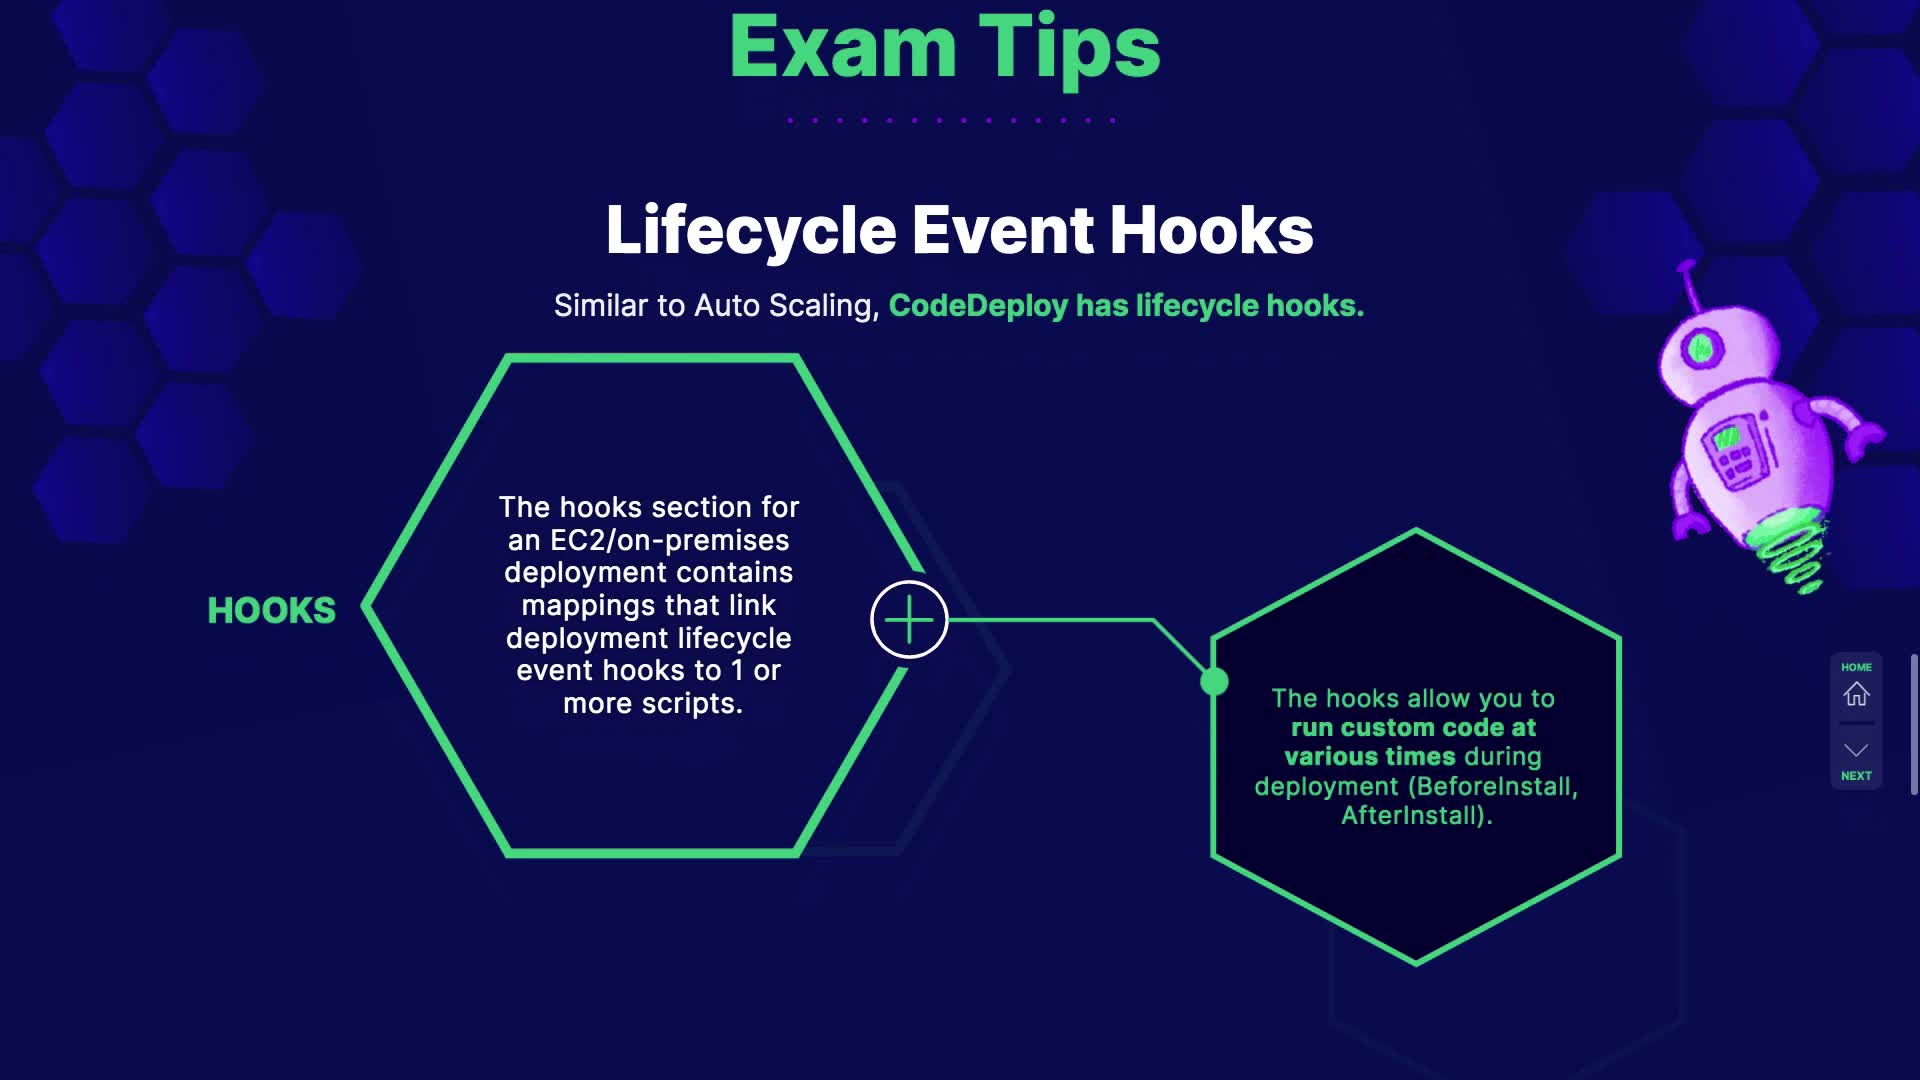 Exam Tips
Lifecycle Event Hooks
Similar to Auto Scaling, CodeDeploy has lifecycle hooks.
HOOKS
The hooks section for
an EC2/on-premises
deployment contains
mappings that link
deployment lifecycle
event hooks to 1 or
more scripts.
The hooks allow you to
run custom code at
various times during
deployment (BeforeInstall,
AfterInstall).
HOME
NEXT